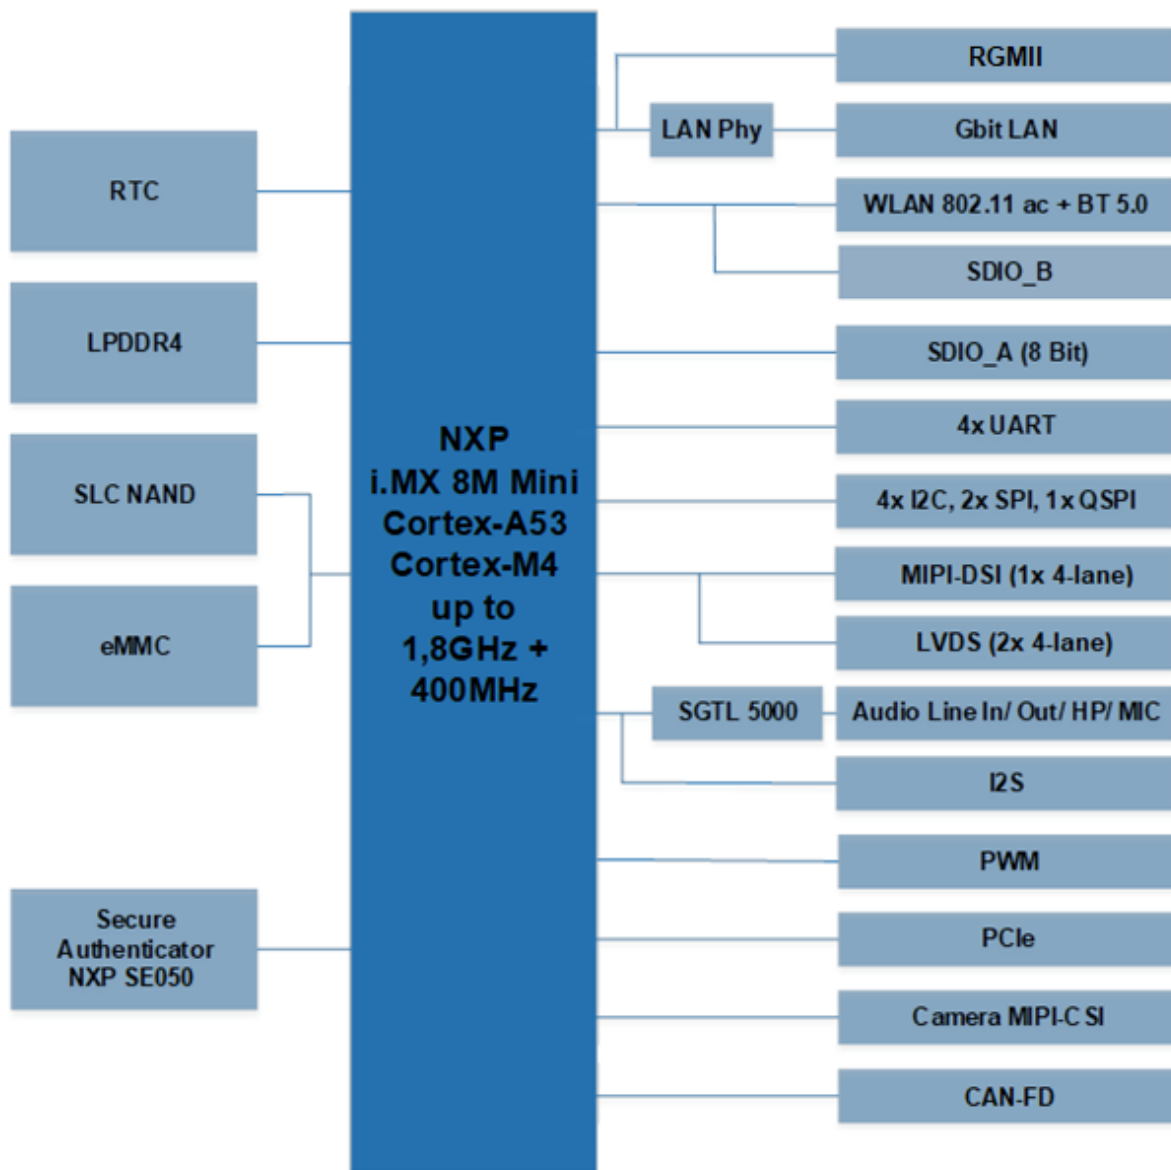 RTC
LPDDR4
SLC NAND
eMMC
Secure
Authenticator
NXP SE050
NXP
i.MX 8M Mini
Cortex-A53
Cortex-M4
up to
1,8GHz +
400MHz
RGMII
LAN Phy
Gbit LAN
WLAN 802.11 ac + BT 5.0
SDIO_B
SDIO_A (8 Bit)
4x UART
4x I2C, 2x SPI, 1x QSPI
MIPI-DSI (1x 4-lane)
LVDS (2x 4-lane)
SGTL 5000
Audio Line In/ Out/ HP/ MIC
I2S
PWM
PCIe
Camera MIPI-CSI
CAN-FD